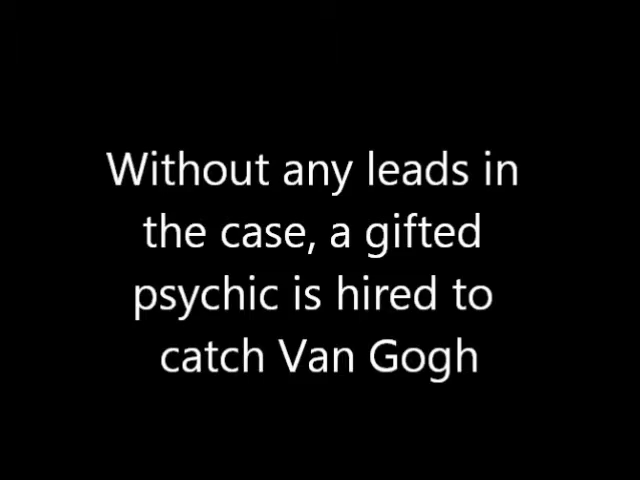 Without any leads in
the case, a gifted
psychic is hired to
catch Van Gogh